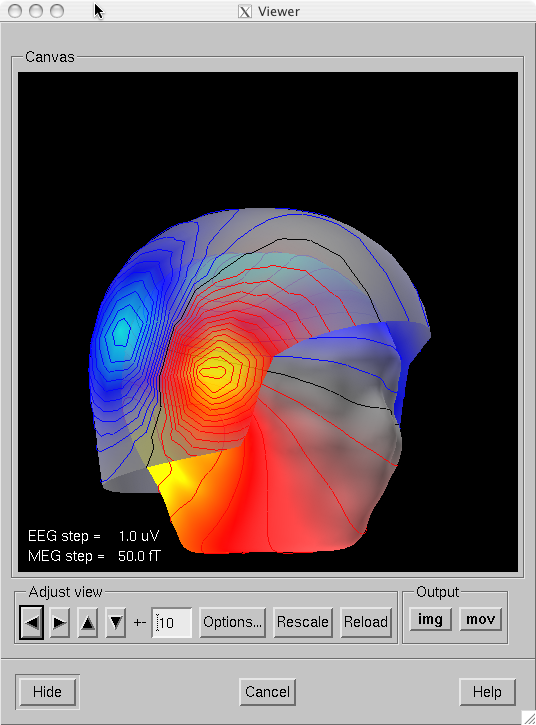 Viewer
Canvas
EEG step = 1.0 uV
MEG step = 50.0 fT
Adjust view
Output
+- 10 Options... Rescale Reload img mov
Hide Cancel Help